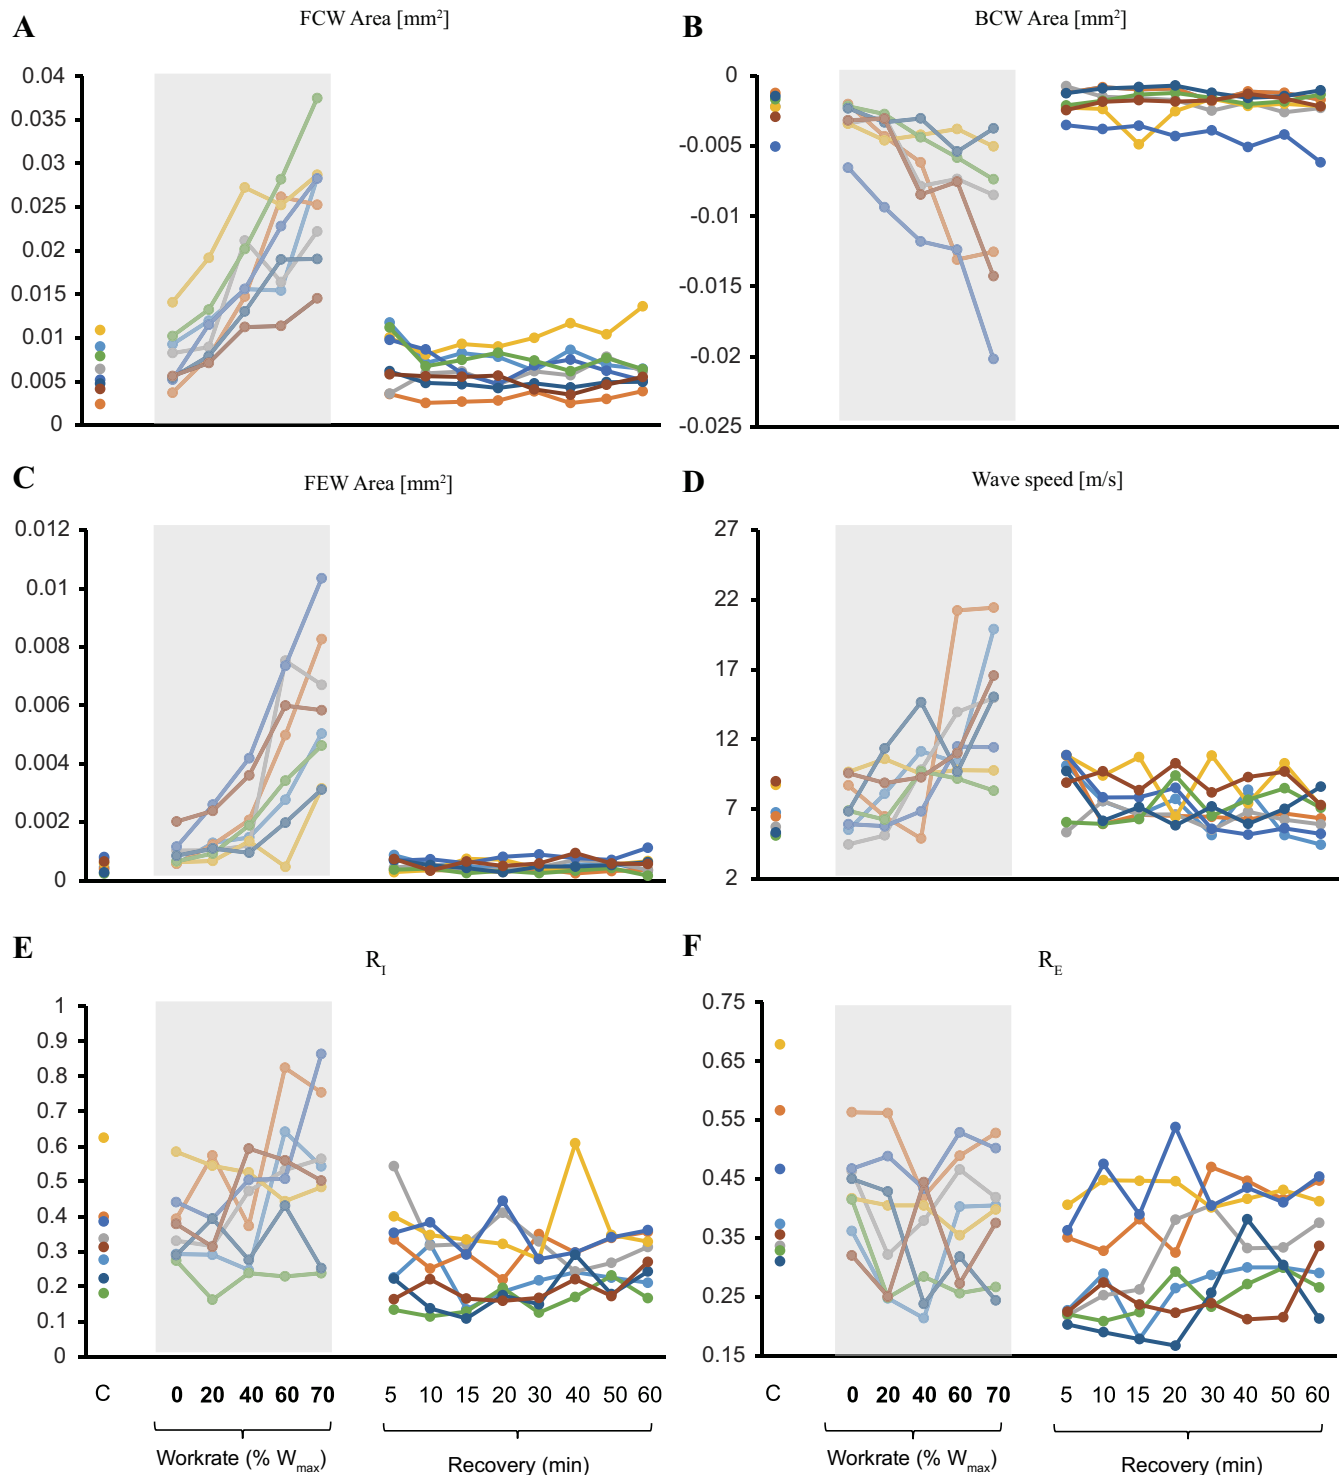 A
FCW Area [mm²]
0.04
0.035
0.03
0.025
0.02
0.015
0.01
0.005
0
B
BCW Area [mm²]
0
-0.005
-0.01
-0.015
-0.02
-0.025
C
FEW Area [mm²]
0.012
0.01
0.008
0.006
0.004
0.002
0
D
Wave speed [m/s]
27
22
17
12
7
2
E
R_I
1
0.9
0.8
0.7
0.6
0.5
0.4
0.3
0.2
0.1
0
C 0 20 40 60 70 5 10 15 20 30 40 50 60
Workrate (% W_max) Recovery (min)
F
R_E
0.75
0.65
0.55
0.45
0.35
0.25
0.15
C 0 20 40 60 70 5 10 15 20 30 40 50 60
Workrate (% W_max) Recovery (min)